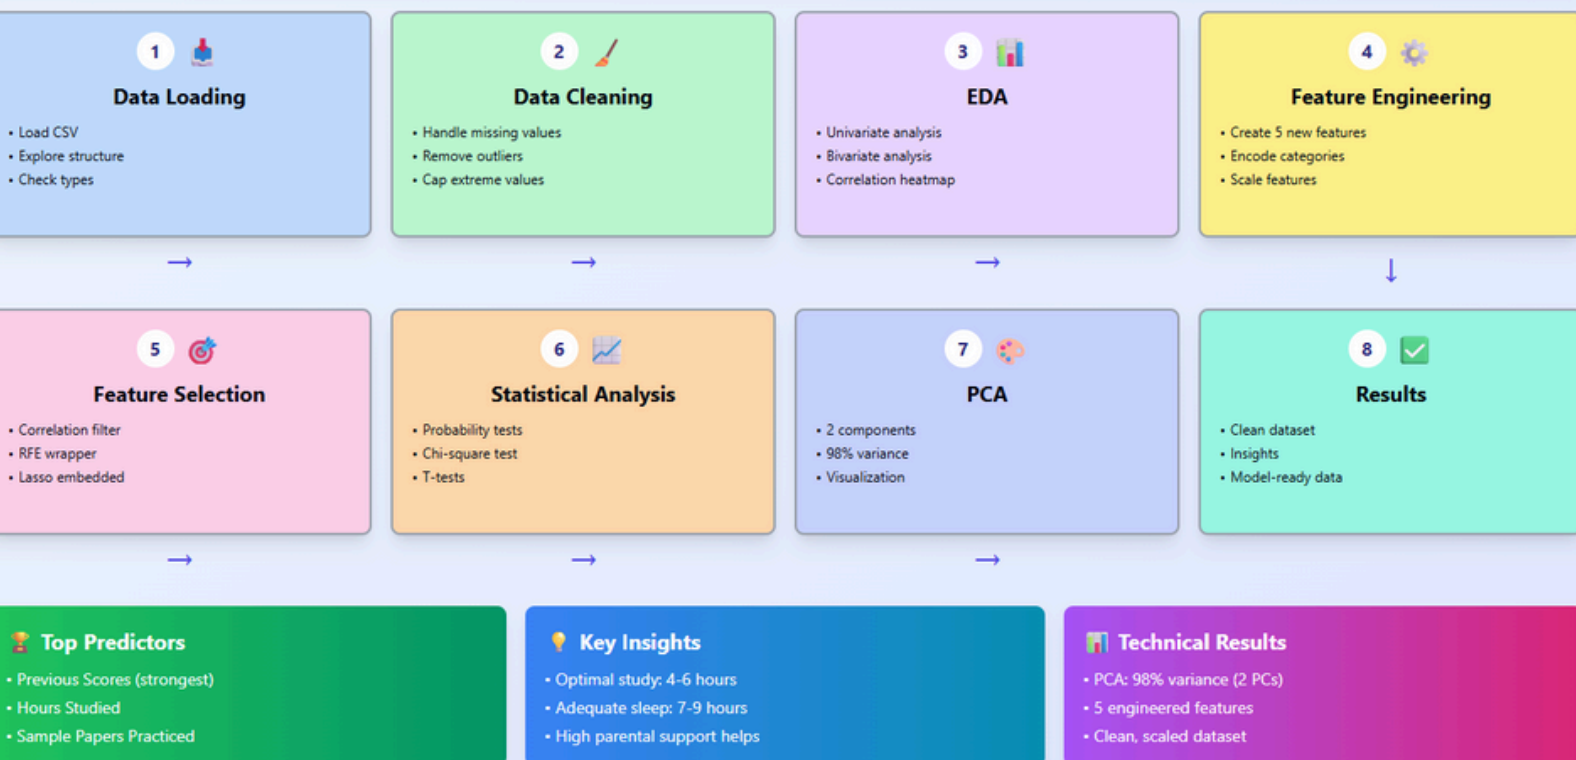 1
Data Loading
• Load CSV
• Explore structure
• Check types
2
Data Cleaning
• Handle missing values
• Remove outliers
• Cap extreme values
3
EDA
• Univariate analysis
• Bivariate analysis
• Correlation heatmap
4
Feature Engineering
• Create 5 new features
• Encode categories
• Scale features
→
→
→
↓
5
Feature Selection
• Correlation filter
• RFE wrapper
• Lasso embedded
6
Statistical Analysis
• Probability tests
• Chi-square test
• T-tests
7
PCA
• 2 components
• 98% variance
• Visualization
8
Results
• Clean dataset
• Insights
• Model-ready data
→
→
→
Top Predictors
• Previous Scores (strongest)
• Hours Studied
• Sample Papers Practiced
Key Insights
• Optimal study: 4-6 hours
• Adequate sleep: 7-9 hours
• High parental support helps
Technical Results
• PCA: 98% variance (2 PCs)
• 5 engineered features
• Clean, scaled dataset